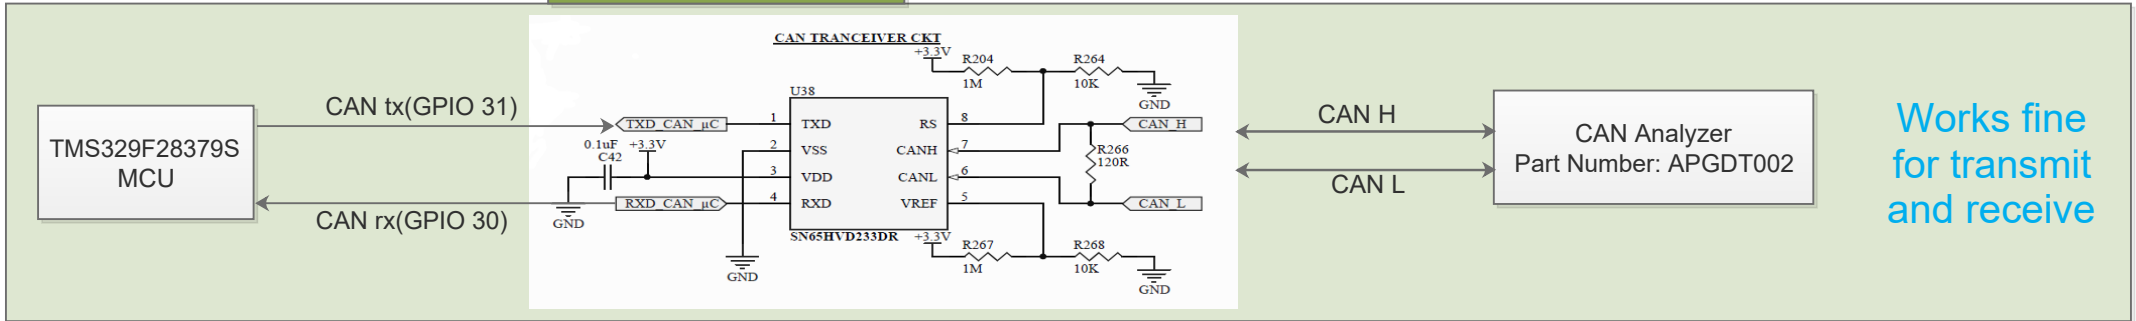 TMS329F28379S
MCU
CAN tx(GPIO 31)
CAN rx(GPIO 30)
CAN TRANCEIVER CKT
+3.3V
R204
1M
R264
10K
GND
U38
TXD_CAN_µC
1
TXD
RS
8
CAN_H
0.1uF
C42
+3.3V
2
VSS
CANH
7
R266
120R
3
VDD
CANL
6
RXD_CAN_µC
4
RXD
VREF
5
CAN_L
GND
SN65HVD233DR
+3.3V
R267
1M
R268
10K
GND
GND
CAN H
CAN L
CAN Analyzer
Part Number: APGDT002
Works fine
for transmit
and receive